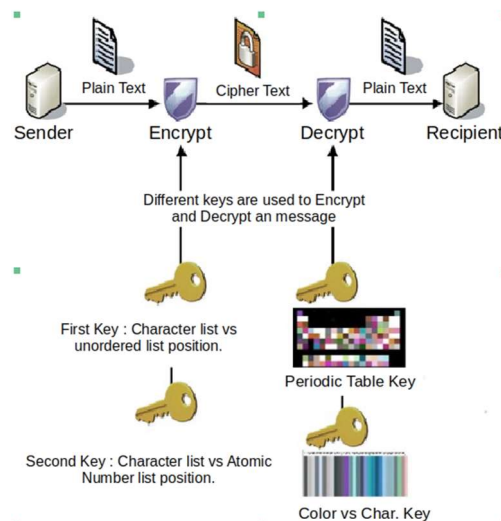 Plain Text
Cipher Text
Plain Text
Sender
Encrypt
Decrypt
Recipient
Different keys are used to Encrypt
and Decrypt an message
First Key : Character list vs
unordered list position.
Periodic Table Key
Second Key : Character list vs Atomic
Number list position.
Color vs Char. Key